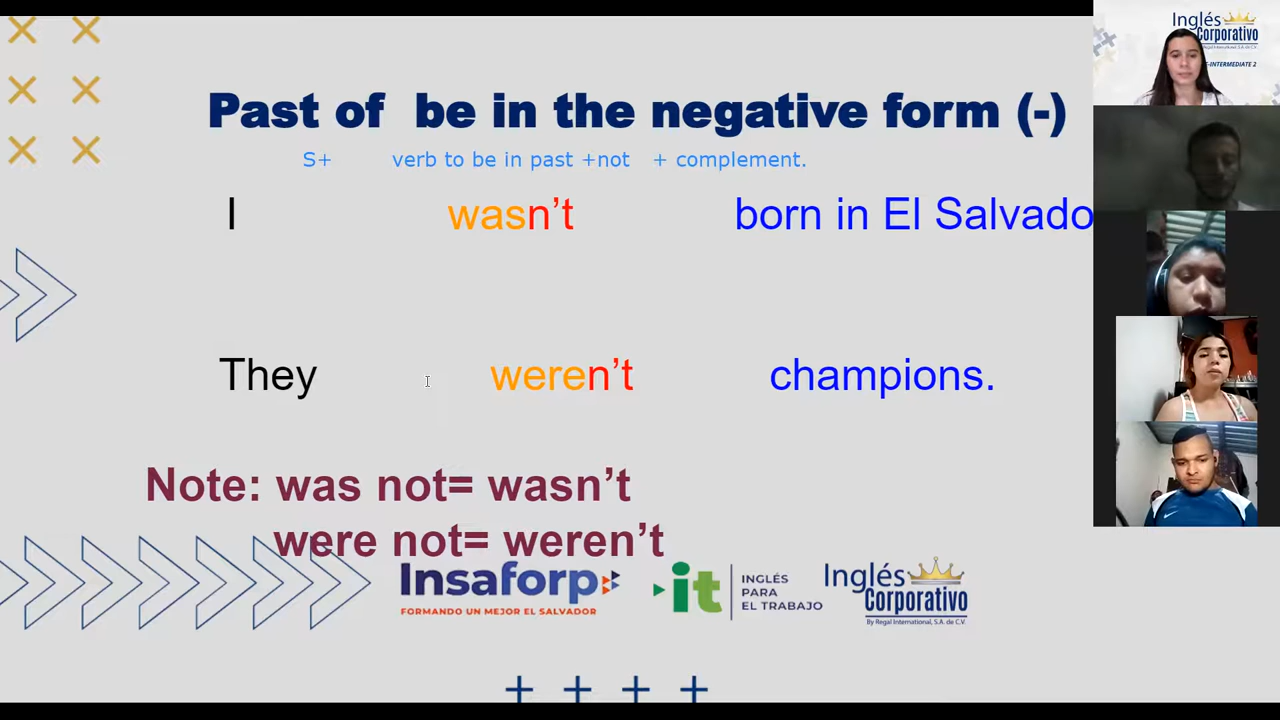 Past of be in the negative form (-)
S+ verb to be in past +not + complement.
I wasn't born in El Salvado
They weren't champions.
Note: was not= wasn't
were not= weren't
Insaforp
FORMANDO UN MEJOR EL SALVADOR
it
INGLÉS
PARA
EL TRABAJO
Inglés
Corporativo
By Regal International, S.A. de C.V.
Inglés
Corporativo
E-INTERMEDIATE 2